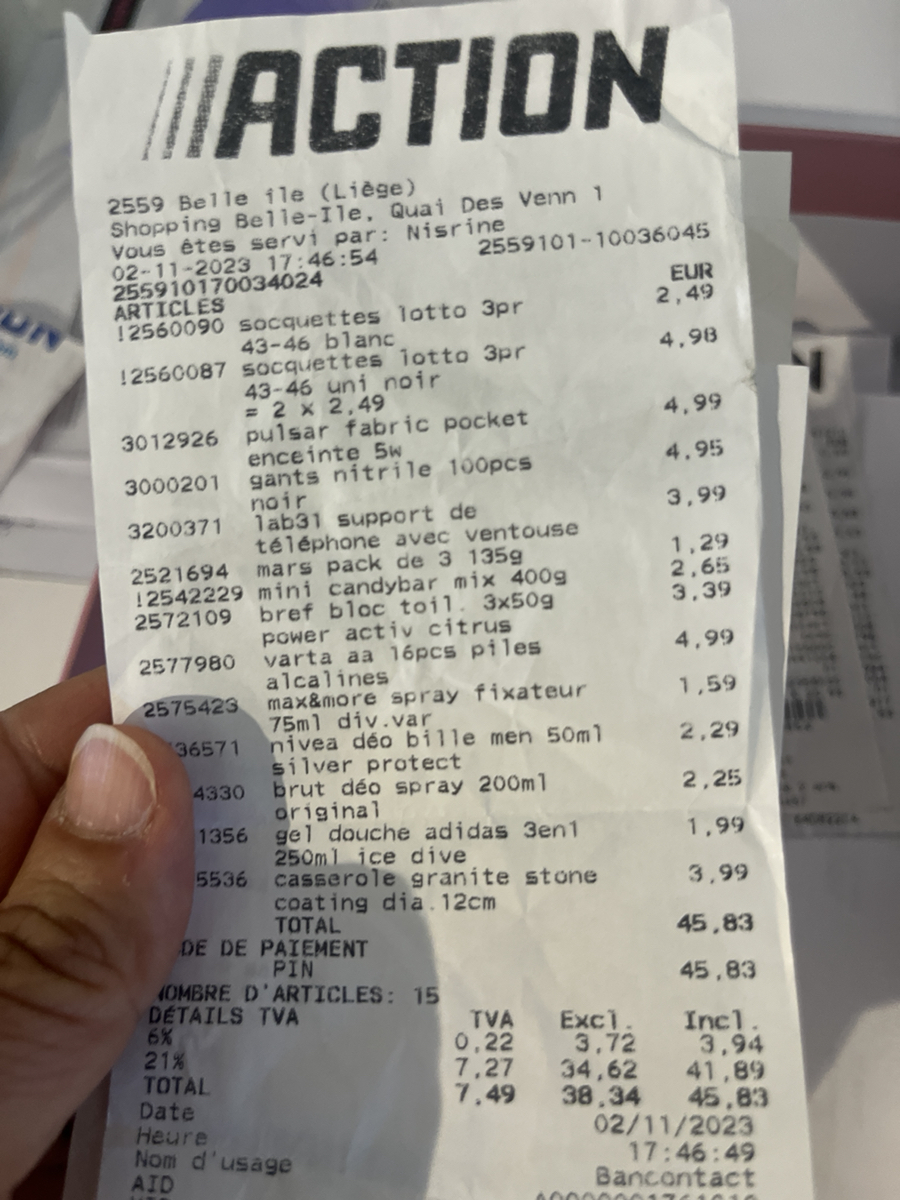 ACTION
2559 Belle île (Liège)
Shopping Belle-Ile, Quai Des Venn 1
Vous êtes servi par: Nisrine
02-11-2023 17:46:54 2559101-10036045
255910170034024
ARTICLES EUR
!2560090 socquettes lotto 3pr 2,49
43-46 blanc
!2560087 socquettes lotto 3pr 4,98
43-46 uni noir
= 2 x 2,49
3012926 pulsar fabric pocket 4,99
enceinte 5w
3000201 gants nitrile 100pcs 4,95
noir
3200371 lab31 support de 3,99
téléphone avec ventouse
2521694 mars pack de 3 135g 1,29
!2542229 mini candybar mix 400g 2,65
2572109 bref bloc toil. 3x50g 3,39
power activ citrus
2577980 varta aa 16pcs piles 4,99
alcalines
2575423 max&more spray fixateur 1,59
75ml div.var
36571 nivea déo bille men 50ml 2,29
silver protect
4330 brut déo spray 200ml 2,25
original
1356 gel douche adidas 3en1 1,99
250ml ice dive
5536 casserole granite stone 3,99
coating dia.12cm
TOTAL 45,83
DE DE PAIEMENT
PIN 45,83
NOMBRE D'ARTICLES: 15
DÉTAILS TVA TVA Excl. Incl.
6% 0,22 3,72 3,94
21% 7,27 34,62 41,89
TOTAL 7,49 38,34 45,83
Date 02/11/2023
Heure 17:46:49
Nom d'usage Bancontact
AID